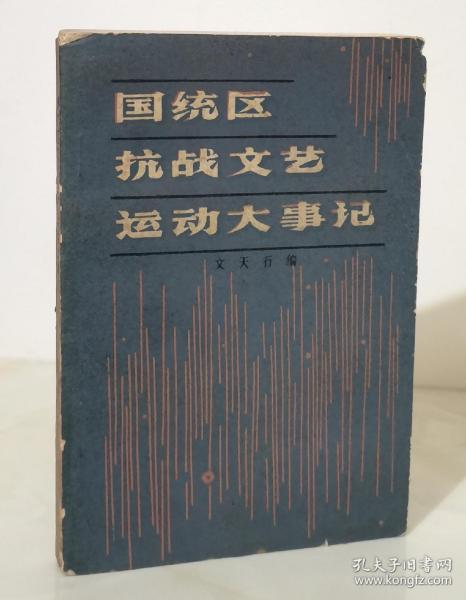 国统区
抗战文艺
运动大事记
文天行编
孔夫子旧书网
www.kongfz.com